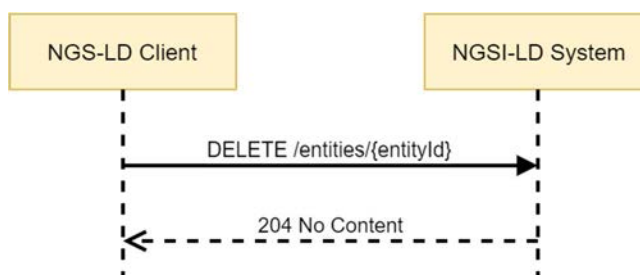 NGS-LD Client
NGSI-LD System
DELETE /entities/{entityId}
204 No Content